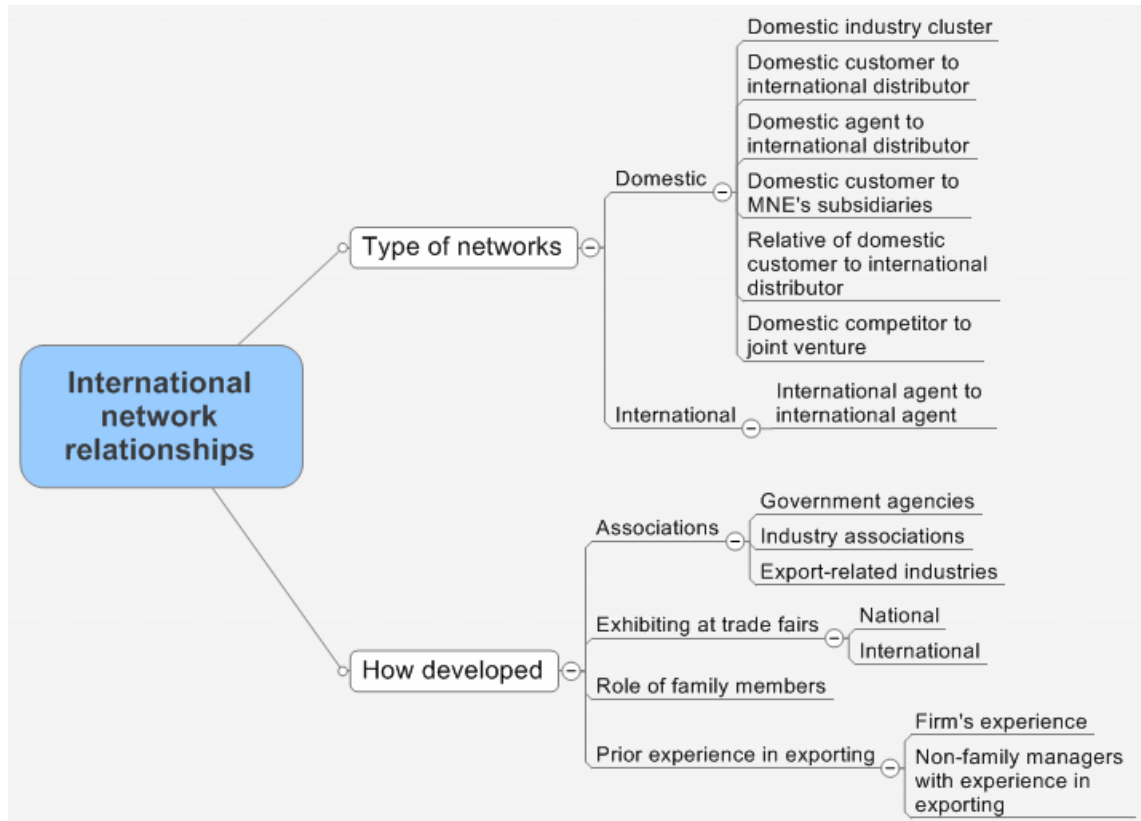 International
network
relationships
Type of networks
Domestic
Domestic industry cluster
Domestic customer to
international distributor
Domestic agent to
international distributor
Domestic customer to
MNE's subsidiaries
Relative of domestic
customer to international
distributor
Domestic competitor to
joint venture
International
International agent to
international agent
How developed
Associations
Government agencies
Industry associations
Export-related industries
Exhibiting at trade fairs
National
International
Role of family members
Prior experience in exporting
Firm's experience
Non-family managers
with experience in
exporting